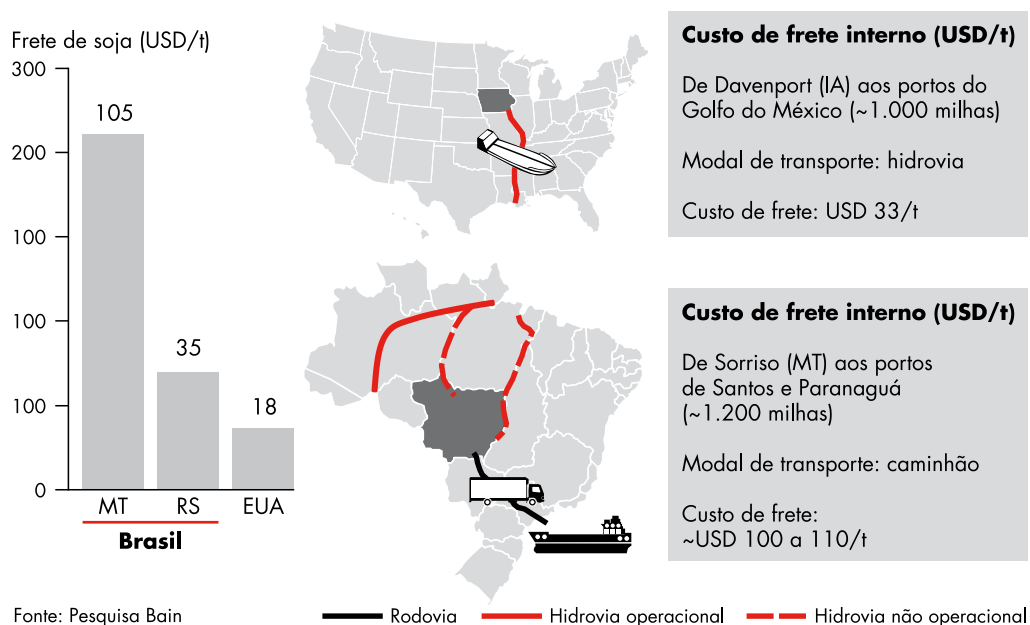 Frete de soja (USD/t)
300
200
100
100
100
0
105
35
18
MT
RS
EUA
Brasil
Custo de frete interno (USD/t)
De Davenport (IA) aos portos do
Golfo do México (~1.000 milhas)
Modal de transporte: hidrovia
Custo de frete: USD 33/t
Custo de frete interno (USD/t)
De Sorriso (MT) aos portos
de Santos e Paranaguá
(~1.200 milhas)
Modal de transporte: caminhão
Custo de frete:
~USD 100 a 110/t
Fonte: Pesquisa Bain
Rodovia
Hidrovia operacional
Hidrovia não operacional